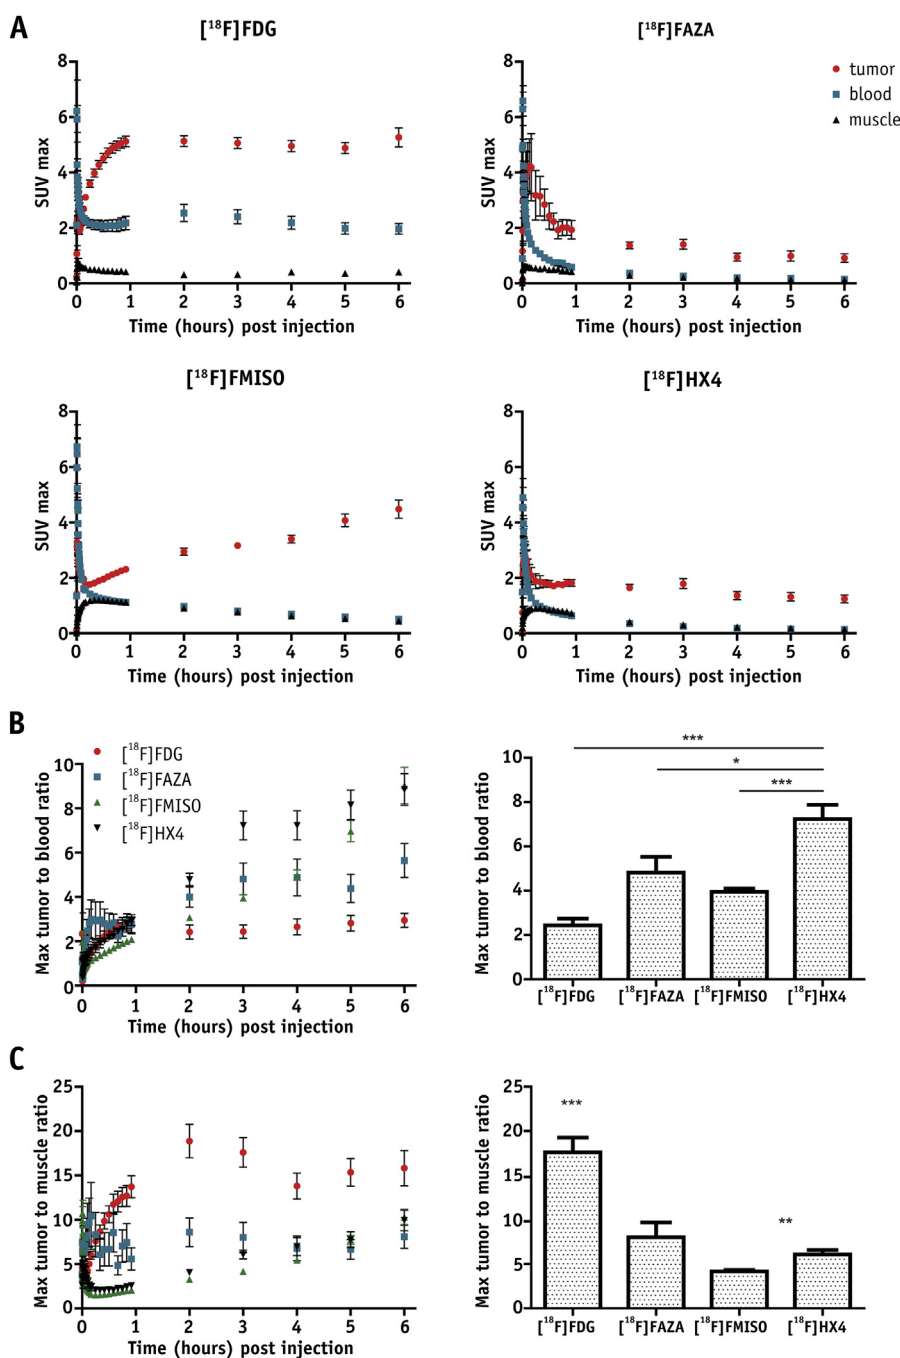 A
[¹⁸F]FDG
[¹⁸F]FAZA
8
6
4
2
0
SUV max
0 1 2 3 4 5 6
Time (hours) post injection
8
6
4
2
0
SUV max
0 1 2 3 4 5 6
Time (hours) post injection
tumor
blood
muscle
[¹⁸F]FMISO
[¹⁸F]HX4
8
6
4
2
0
SUV max
0 1 2 3 4 5 6
Time (hours) post injection
8
6
4
2
0
SUV max
0 1 2 3 4 5 6
Time (hours) post injection
B
[¹⁸F]FDG
[¹⁸F]FAZA
[¹⁸F]FMISO
[¹⁸F]HX4
10
8
6
4
2
0
Max tumor to blood ratio
0 1 2 3 4 5 6
Time (hours) post injection
***
*
***
10
8
6
4
2
0
Max tumor to blood ratio
[¹⁸F]FDG [¹⁸F]FAZA [¹⁸F]FMISO [¹⁸F]HX4
C
25
20
15
10
5
0
Max tumor to muscle ratio
0 1 2 3 4 5 6
Time (hours) post injection
25
20
15
10
5
0
Max tumor to muscle ratio
***
**
[¹⁸F]FDG [¹⁸F]FAZA [¹⁸F]FMISO [¹⁸F]HX4